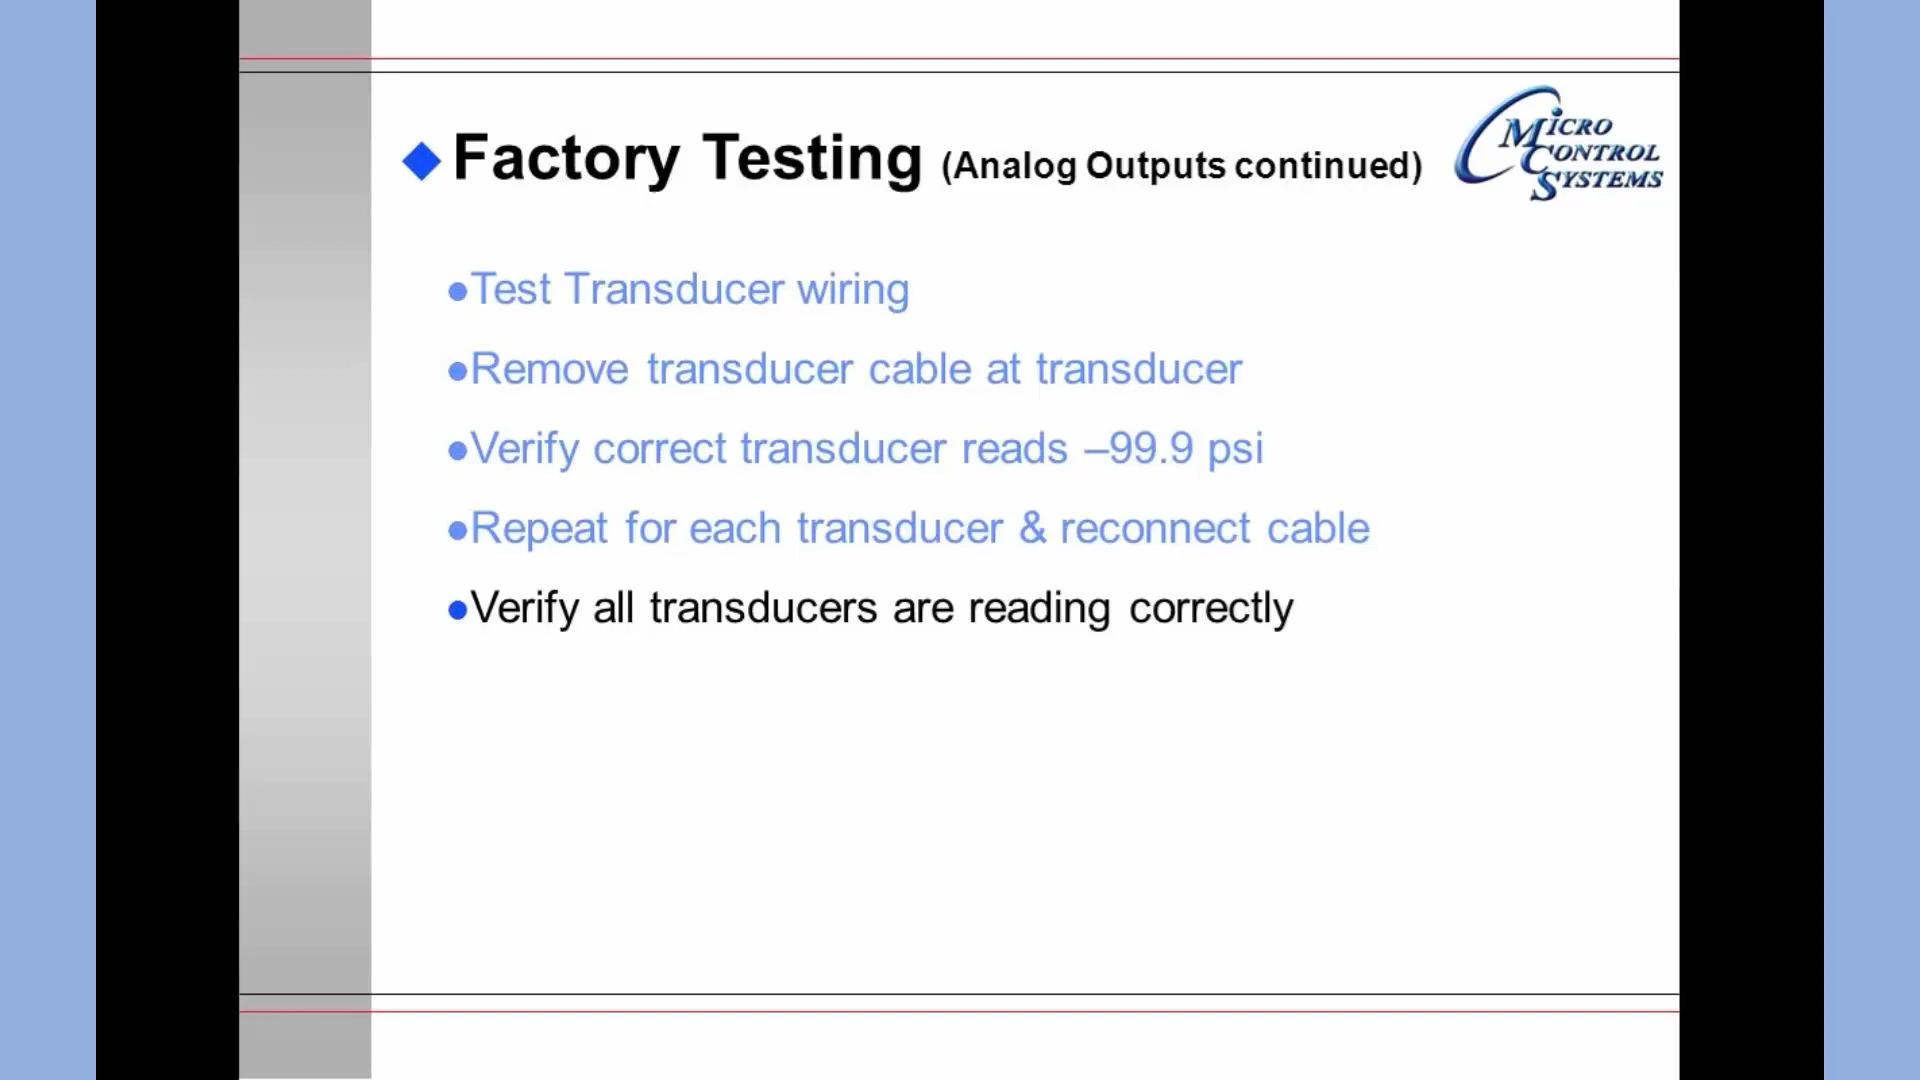 Factory Testing (Analog Outputs continued)
MICRO
CONTROL
SYSTEMS
●Test Transducer wiring
●Remove transducer cable at transducer
●Verify correct transducer reads –99.9 psi
●Repeat for each transducer & reconnect cable
●Verify all transducers are reading correctly